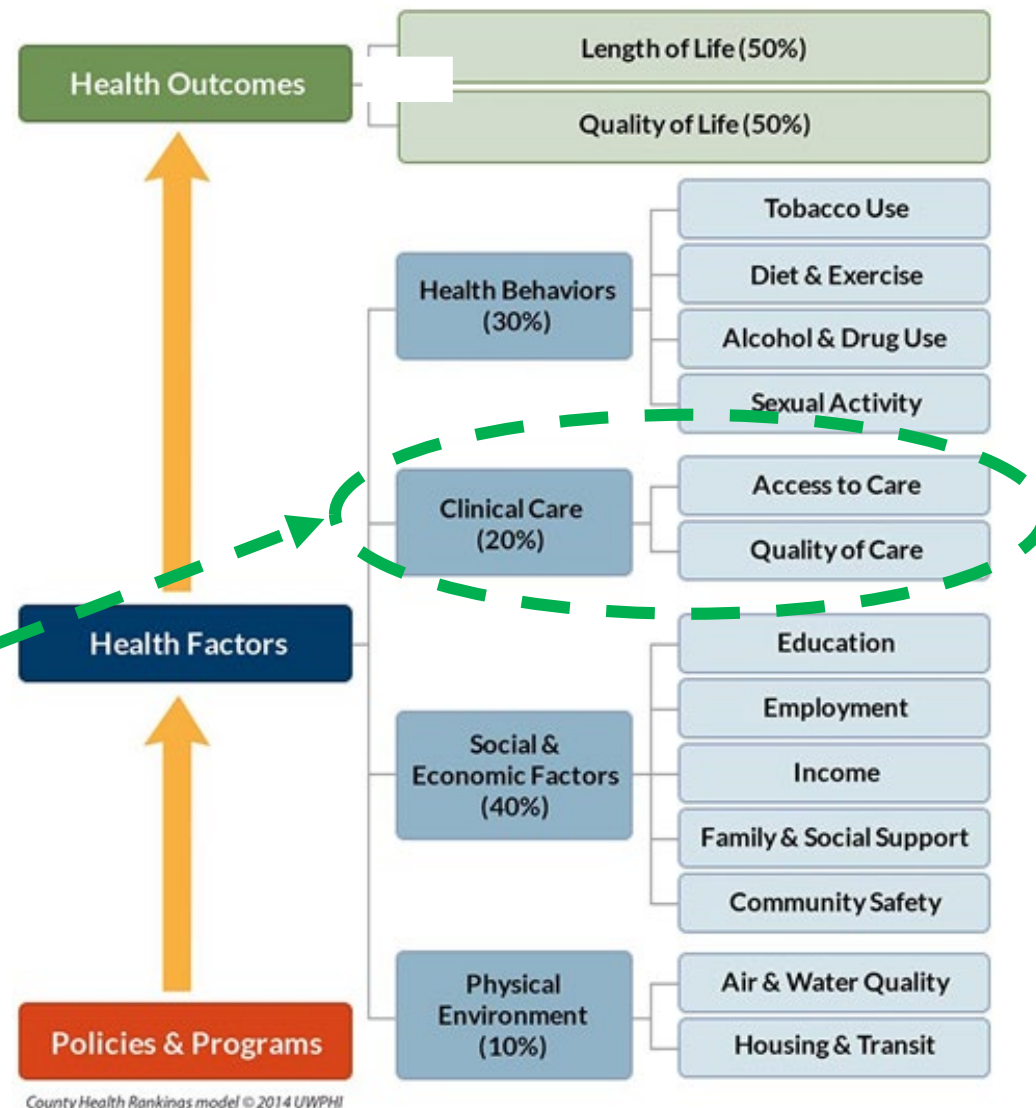 Health Outcomes
Length of Life (50%)
Quality of Life (50%)
Health Behaviors
(30%)
Tobacco Use
Diet & Exercise
Alcohol & Drug Use
Sexual Activity
Clinical Care
(20%)
Access to Care
Quality of Care
Health Factors
Social &
Economic Factors
(40%)
Education
Employment
Income
Family & Social Support
Community Safety
Physical
Environment
(10%)
Air & Water Quality
Housing & Transit
Policies & Programs
County Health Rankings model © 2014 UWPHI